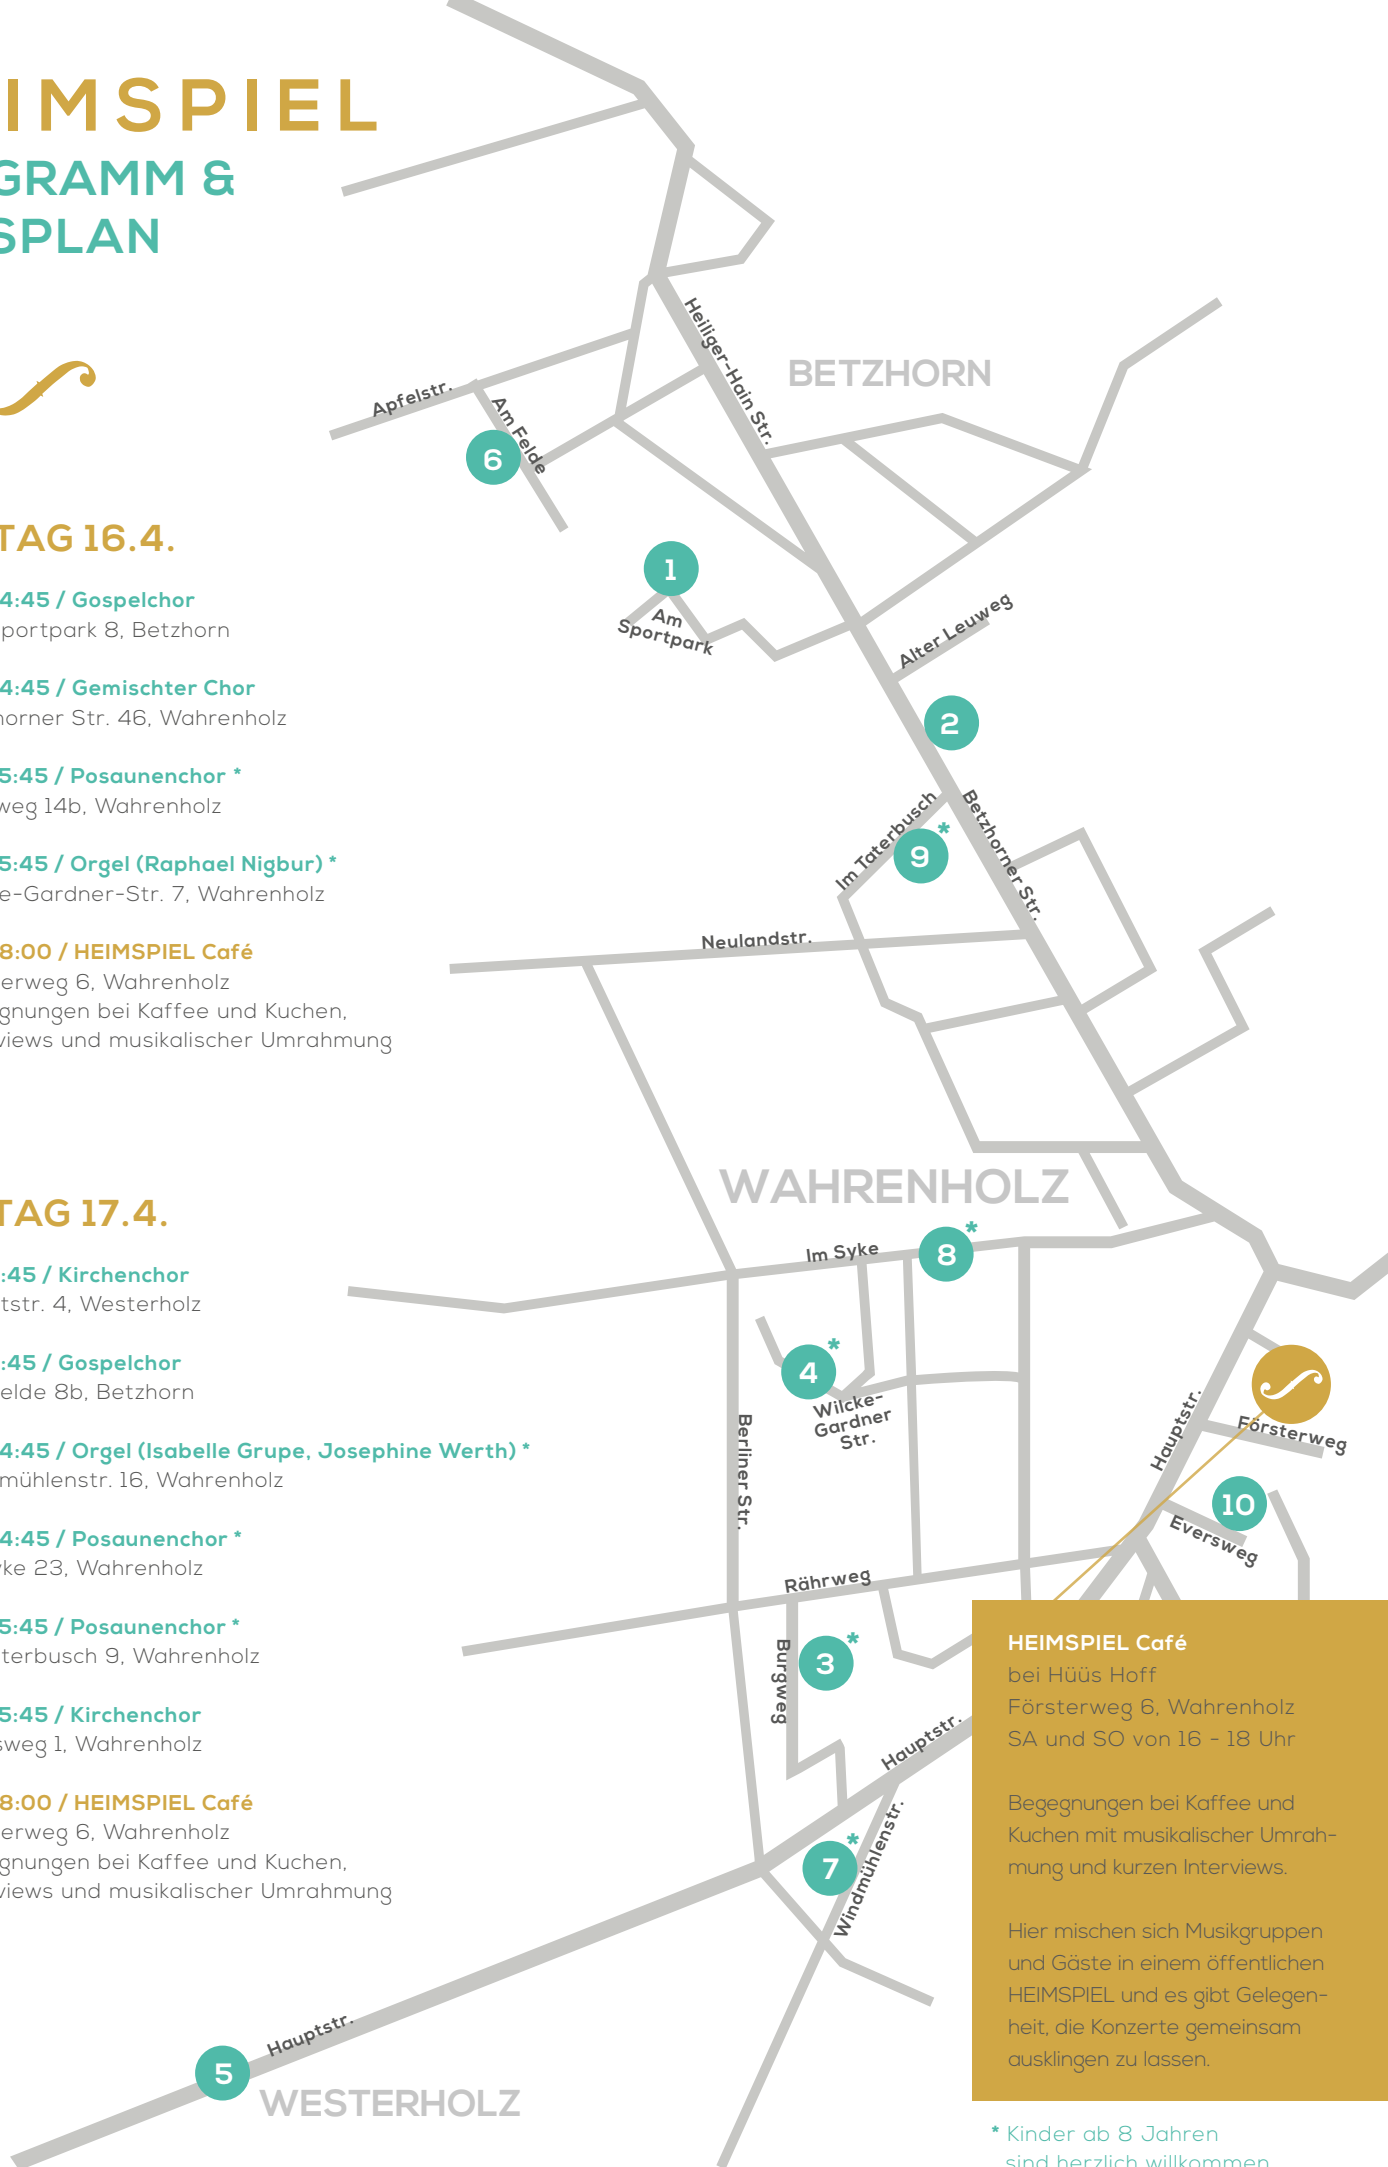 IMSPIEL
GRAMM &
SPLAN
TAG 16.4.
4:45 / Gospelchor
portpark 8, Betzhorn
4:45 / Gemischter Chor
horner Str. 46, Wahrenholz
5:45 / Posaunenchor *
weg 14b, Wahrenholz
5:45 / Orgel (Raphael Nigbur) *
e-Gardner-Str. 7, Wahrenholz
8:00 / HEIMSPIEL Café
erweg 6, Wahrenholz
gnungen bei Kaffee und Kuchen,
views und musikalischer Umrahmung
TAG 17.4.
:45 / Kirchenchor
tstr. 4, Westerholz
:45 / Gospelchor
elde 8b, Betzhorn
4:45 / Orgel (Isabelle Grupe, Josephine Werth) *
mühlenstr. 16, Wahrenholz
4:45 / Posaunenchor *
ke 23, Wahrenholz
5:45 / Posaunenchor *
terbusch 9, Wahrenholz
5:45 / Kirchenchor
sweg 1, Wahrenholz
8:00 / HEIMSPIEL Café
erweg 6, Wahrenholz
gnungen bei Kaffee und Kuchen,
views und musikalischer Umrahmung
Heiliger-Hain Str.
BETZHORN
Apfelstr.
Am Felde
6
1
Am
Sportpark
Alter Leuweg
2
Im Taterbusch
9 *
Betzhorner Str.
Neulandstr.
WAHRENHOLZ
Im Syke
8 *
4 *
Wilcke-
Gardner
Str.
Berliner Str.
Hauptstr.
Försterweg
10
Eversweg
Rährweg
Burgweg
3 *
Hauptstr.
7 *
Windmühlenstr.
Hauptstr.
5
WESTERHOLZ
HEIMSPIEL Café
bei Hüüs Hoff
Försterweg 6, Wahrenholz
SA und SO von 16 - 18 Uhr
Begegnungen bei Kaffee und
Kuchen mit musikalischer Umrah-
mung und kurzen Interviews.
Hier mischen sich Musikgruppen
und Gäste in einem öffentlichen
HEIMSPIEL und es gibt Gelegen-
heit, die Konzerte gemeinsam
ausklingen zu lassen.
* Kinder ab 8 Jahren
sind herzlich willkommen